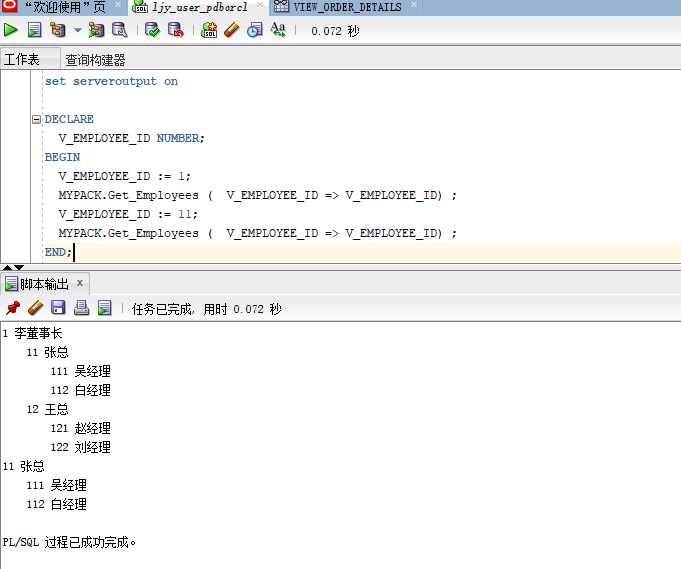 “欢迎使用”页
ljy_user_pdborcl
VIEW_ORDER_DETAILS
SQL
SQL
Aa
0.072 秒
工作表 查询构建器
set serveroutput on
DECLARE
V_EMPLOYEE_ID NUMBER;
BEGIN
V_EMPLOYEE_ID := 1;
MYPACK.Get_Employees (  V_EMPLOYEE_ID => V_EMPLOYEE_ID) ;
V_EMPLOYEE_ID := 11;
MYPACK.Get_Employees (  V_EMPLOYEE_ID => V_EMPLOYEE_ID) ;
END;
脚本输出 x
任务已完成, 用时 0.072 秒
1 李董事长
11 张总
111 吴经理
112 白经理
12 王总
121 赵经理
122 刘经理
11 张总
111 吴经理
112 白经理
PL/SQL 过程已成功完成。